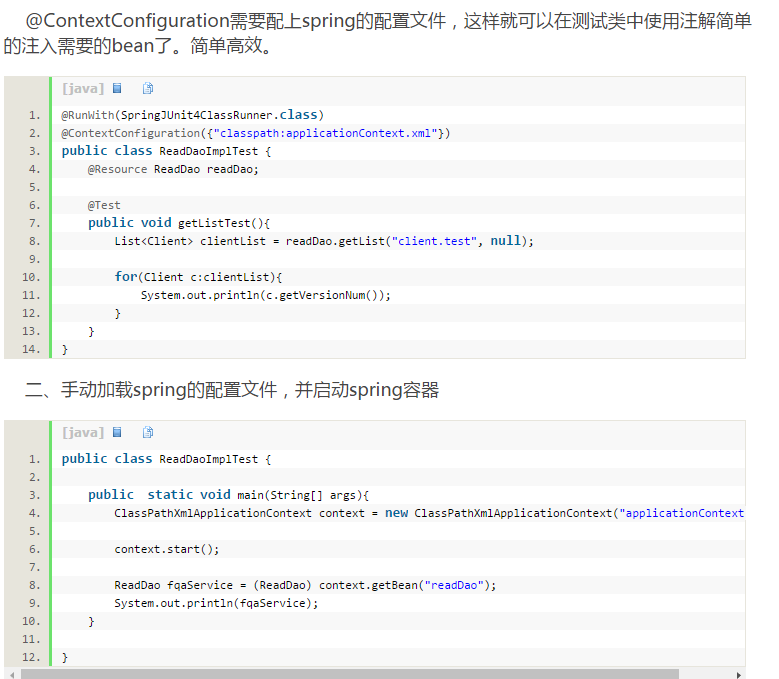 @ContextConfiguration需要配上spring的配置文件，这样就可以在测试类中使用注解简单
的注入需要的bean了。简单高效。
[java]
1. @RunWith(SpringJUnit4ClassRunner.class)
2. @ContextConfiguration({"classpath:applicationContext.xml"})
3. public class ReadDaoImplTest {
4. @Resource ReadDao readDao;
5.
6. @Test
7. public void getListTest(){
8. List<Client> clientList = readDao.getList("client.test", null);
9.
10. for(Client c:clientList){
11. System.out.println(c.getVersionNum());
12. }
13. }
14. }
二、手动加载spring的配置文件，并启动spring容器
[java]
1. public class ReadDaoImplTest {
2.
3. public static void main(String[] args){
4. ClassPathXmlApplicationContext context = new ClassPathXmlApplicationContext("applicationContext
5.
6. context.start();
7.
8. ReadDao fqaService = (ReadDao) context.getBean("readDao");
9. System.out.println(fqaService);
10. }
11.
12. }